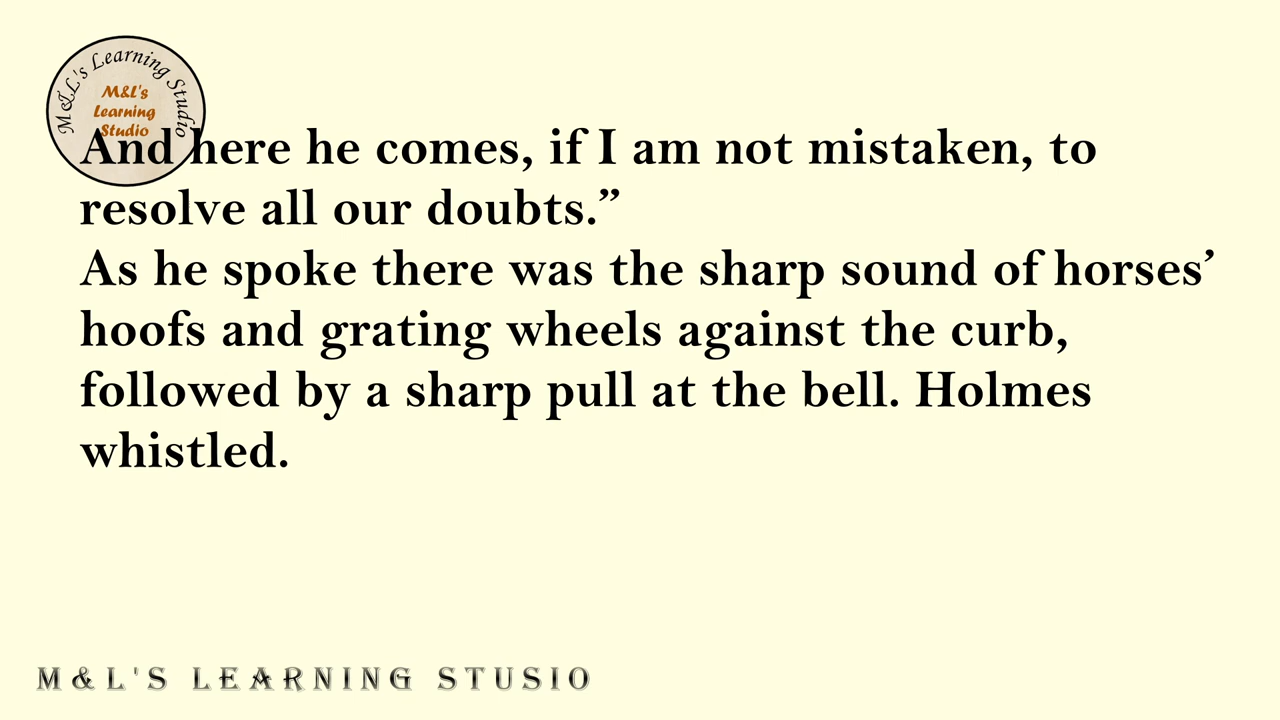 M&L's Learning Studio
M&L's
Learning
Studio
And here he comes, if I am not mistaken, to
resolve all our doubts.”
As he spoke there was the sharp sound of horses’
hoofs and grating wheels against the curb,
followed by a sharp pull at the bell. Holmes
whistled.
M&L'S LEARNING STUSIO